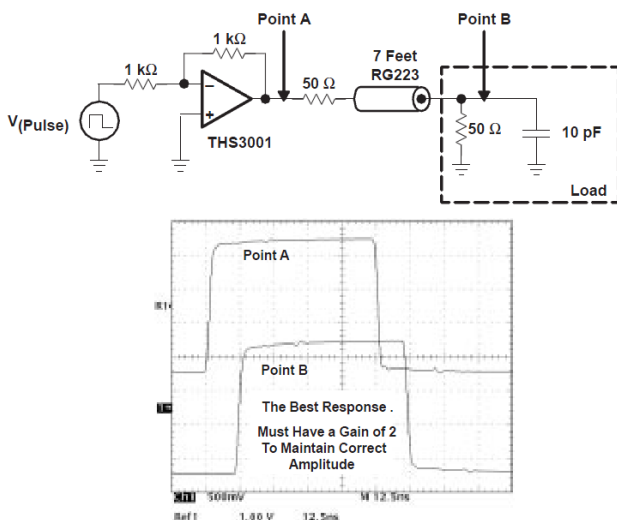 Point A
Point B
1 kΩ
1 kΩ
7 Feet
RG223
50 Ω
V(Pulse)
−
+
THS3001
50 Ω
10 pF
Load
Point A
Point B
The Best Response .
Must Have a Gain of 2
To Maintain Correct
Amplitude
Ch1 500mV M 12.5ns
Ref1 1.00 V 12.5ns